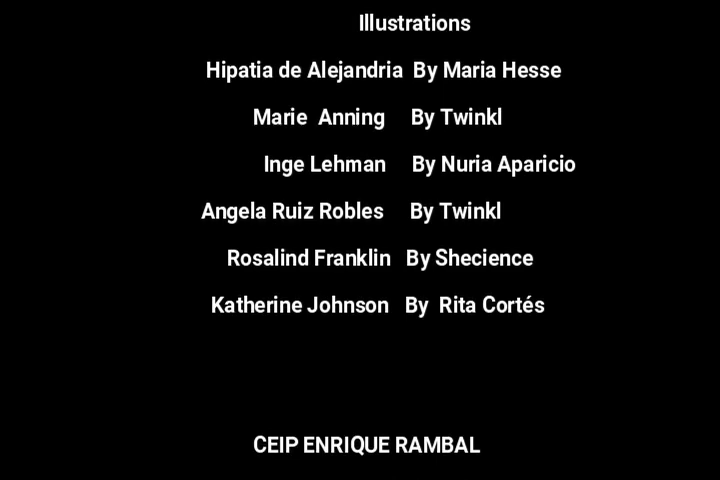 Illustrations
Hipatia de Alejandria By Maria Hesse
Marie Anning By Twinkl
Inge Lehman By Nuria Aparicio
Angela Ruiz Robles By Twinkl
Rosalind Franklin By Shecience
Katherine Johnson By Rita Cortés
CEIP ENRIQUE RAMBAL